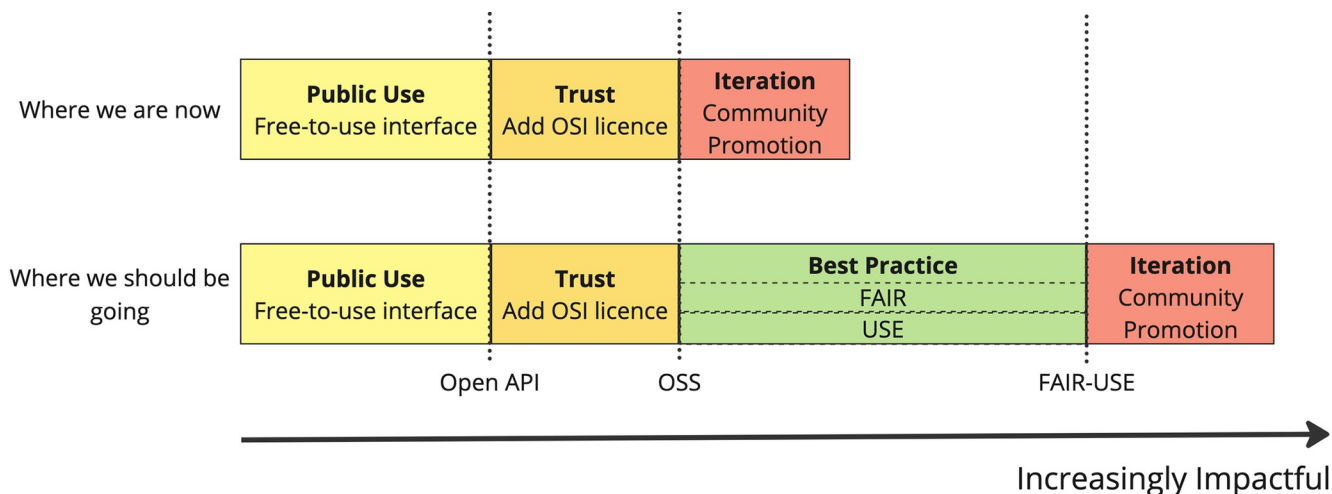 Where we are now
Public Use
Free-to-use interface
Trust
Add OSI licence
Iteration
Community
Promotion
Where we should be
going
Public Use
Free-to-use interface
Trust
Add OSI licence
Best Practice
FAIR
USE
Iteration
Community
Promotion
Open API
OSS
FAIR-USE
Increasingly Impactful